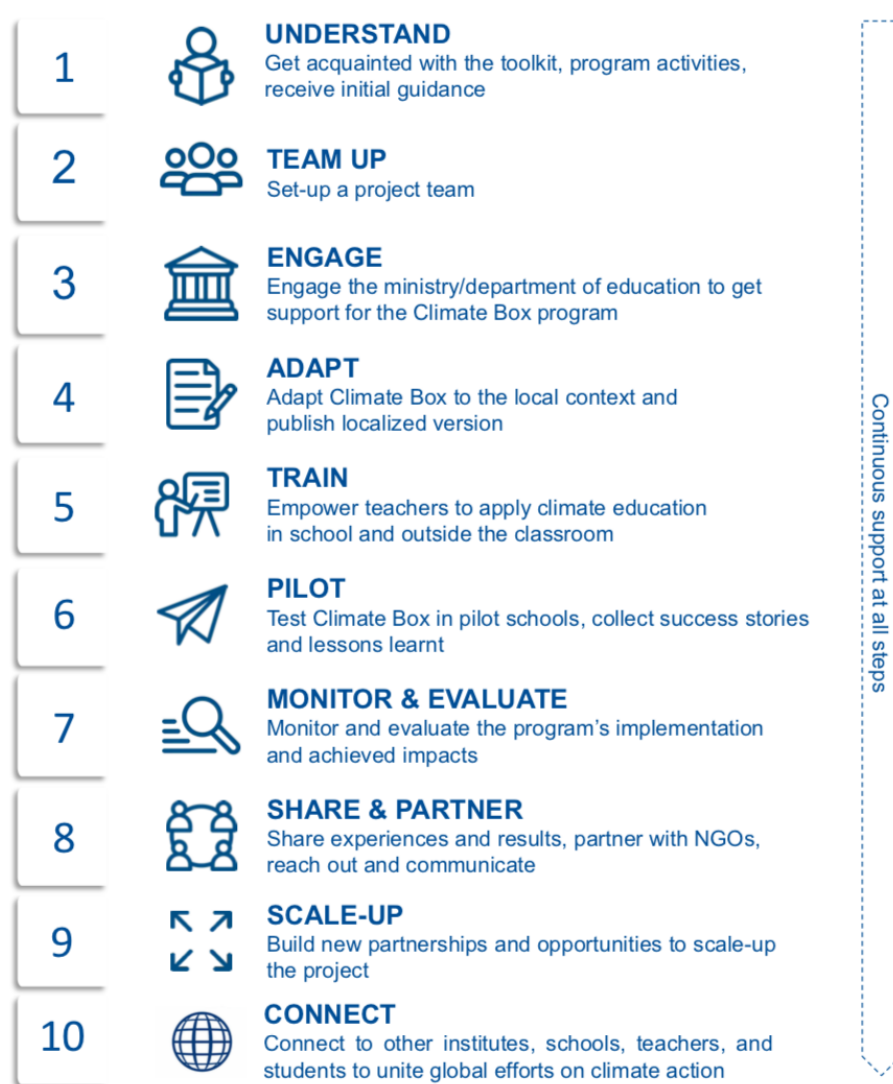 1
UNDERSTAND
Get acquainted with the toolkit, program activities,
receive initial guidance
2
TEAM UP
Set-up a project team
3
ENGAGE
Engage the ministry/department of education to get
support for the Climate Box program
4
ADAPT
Adapt Climate Box to the local context and
publish localized version
5
TRAIN
Empower teachers to apply climate education
in school and outside the classroom
6
PILOT
Test Climate Box in pilot schools, collect success stories
and lessons learnt
7
MONITOR & EVALUATE
Monitor and evaluate the program’s implementation
and achieved impacts
8
SHARE & PARTNER
Share experiences and results, partner with NGOs,
reach out and communicate
9
SCALE-UP
Build new partnerships and opportunities to scale-up
the project
10
CONNECT
Connect to other institutes, schools, teachers, and
students to unite global efforts on climate action
Continuous support at all steps